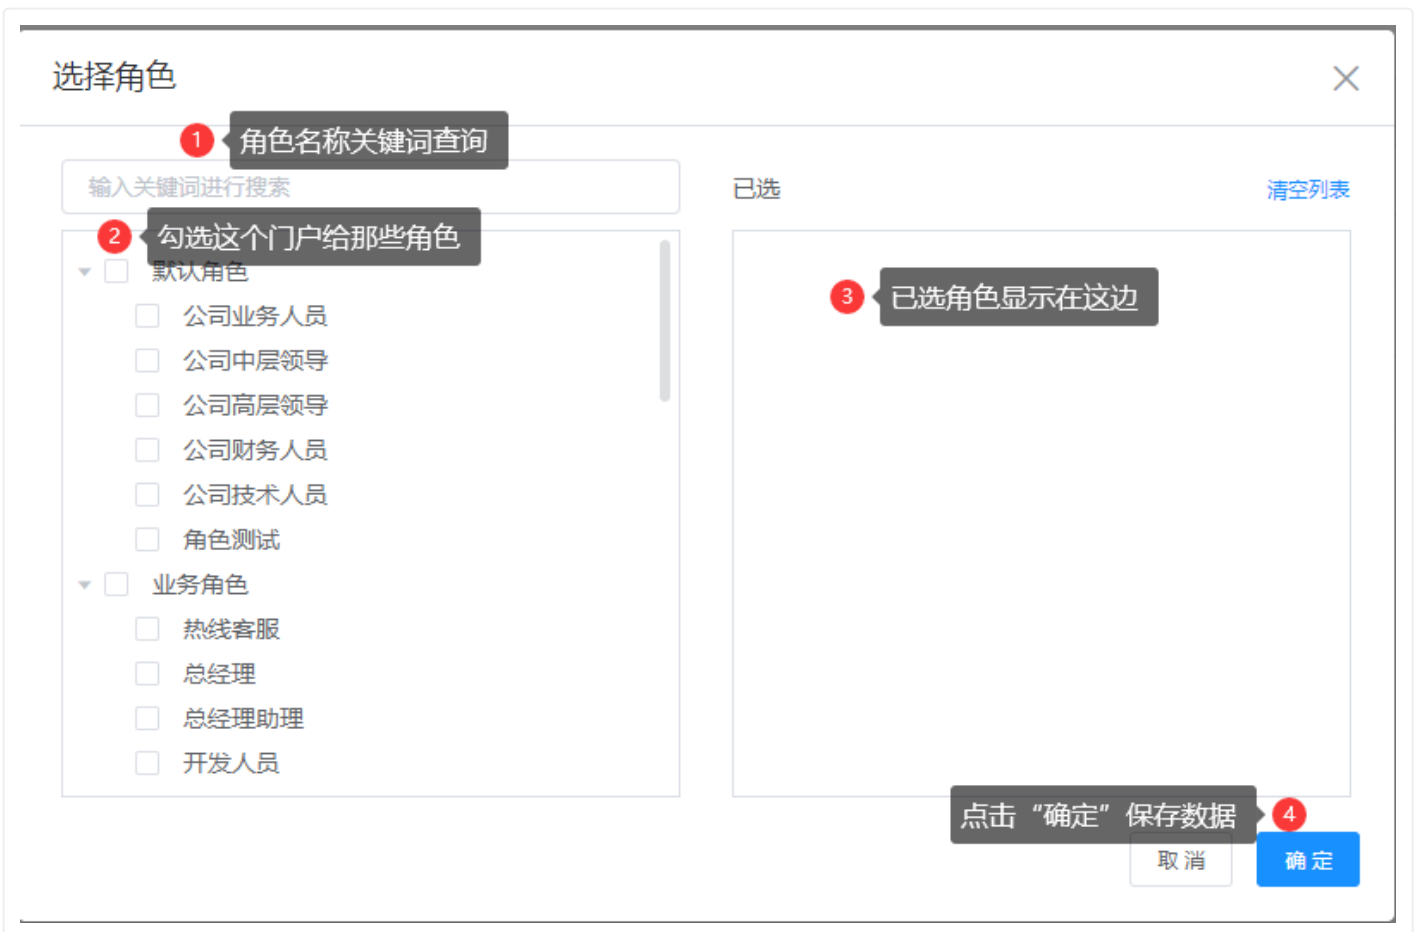 选择角色
1 角色名称关键词查询
输入关键词进行搜索
已选
清空列表
2 勾选这个门户给那些角色
默认角色
3 已选角色显示在这边
公司业务人员
公司中层领导
公司高层领导
公司财务人员
公司技术人员
角色测试
业务角色
热线客服
总经理
总经理助理
开发人员
点击“确定”保存数据 4
取消
确定